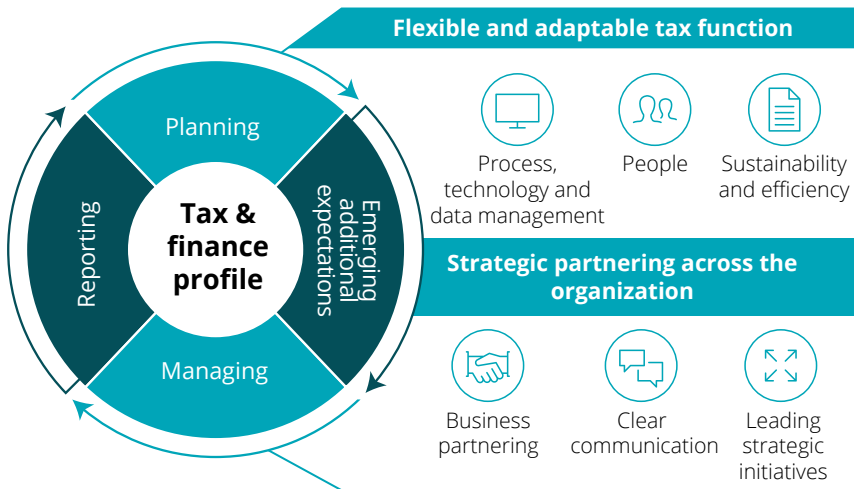 Flexible and adaptable tax function
Planning
Reporting
Tax &
finance
profile
Emerging
additional
expectations
Managing
Process,
technology and
data management
People
Sustainability
and efficiency
Strategic partnering across the
organization
Business
partnering
Clear
communication
Leading
strategic
initiatives